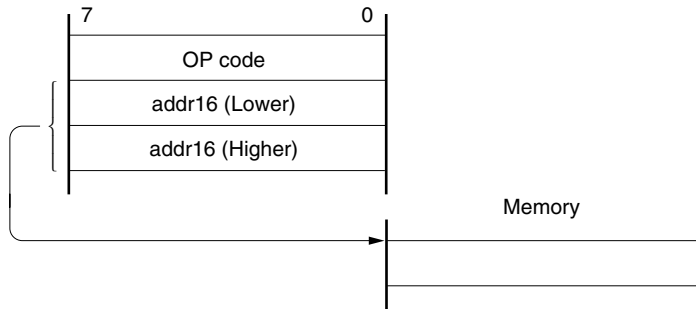 7 0
OP code
addr16 (Lower)
addr16 (Higher)
Memory